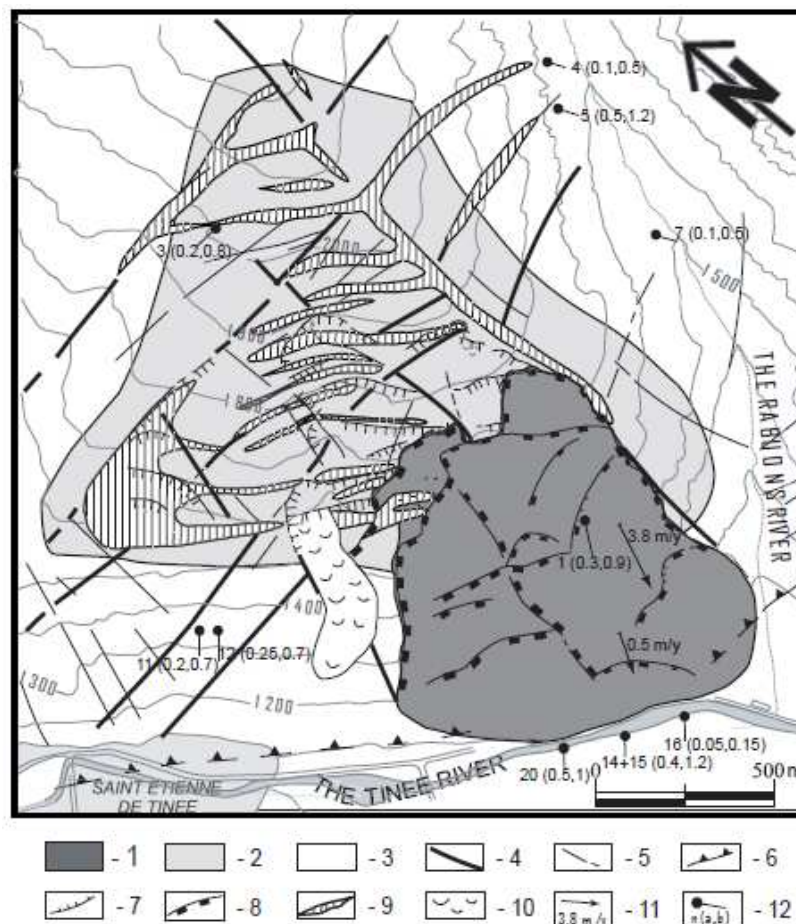 4 (0.1,0.5)
5 (0.5,1.2)
N
3 (0.2,0.8)
2000
7 (0.1,0.5)
1500
THE RAGUONS RIVER
3.8 m/y
1 (0.3,0.9)
0.5 m/y
1400
11 (0.2,0.7)
12 (0.25,0.7)
1300
1200
16 (0.05,0.15)
14+15 (0.4,1.2)
20 (0.5,1)
THE TINEE RIVER
SAINT ETIENNE
DE TINEE
0
500 m
- 1
- 2
- 3
- 4
- 5
- 6
- 7
- 8
- 9
- 10
3.8 m/y
- 11
n(a,b)
- 12